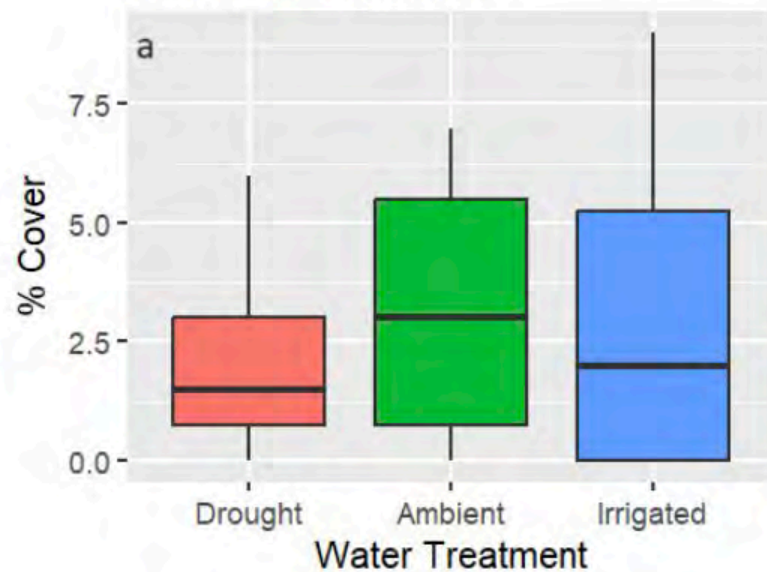 a
7.5
5.0
2.5
0.0
% Cover
Drought Ambient Irrigated
Water Treatment